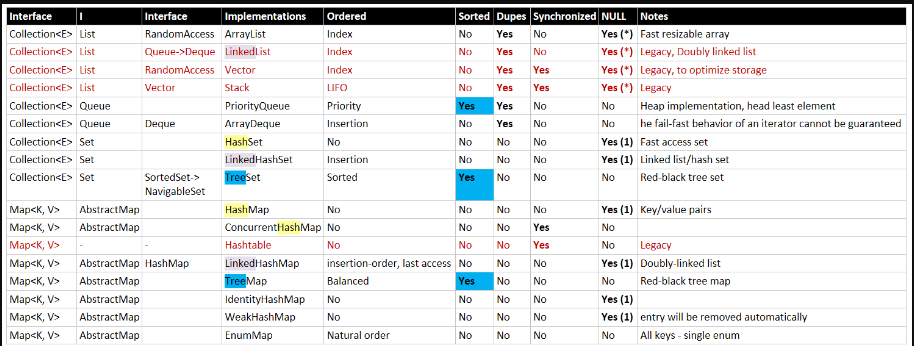 Interface I Interface Implementations Ordered Sorted Dupes Synchronized NULL Notes
Collection<E> List RandomAccess ArrayList Index No Yes No Yes (*) Fast resizable array
Collection<E> List Queue->Deque LinkedList Index No Yes No Yes (*) Legacy, Doubly linked list
Collection<E> List RandomAccess Vector Index No Yes Yes Yes (*) Legacy, to optimize storage
Collection<E> List Vector Stack LIFO No Yes Yes Yes (*) Legacy
Collection<E> Queue PriorityQueue Priority Yes Yes No No Heap implementation, head least element
Collection<E> Queue Deque ArrayDeque Insertion No Yes No No he fail-fast behavior of an iterator cannot be guaranteed
Collection<E> Set HashSet No No No No Yes (1) Fast access set
Collection<E> Set LinkedHashSet Insertion No No No Yes (1) Linked list/hash set
Collection<E> Set SortedSet-> TreeSet Sorted Yes No No No Red-black tree set
NavigableSet
Map<K, V> AbstractMap HashMap No No No No Yes (1) Key/value pairs
Map<K, V> AbstractMap ConcurrentHashMap No No No Yes No
Map<K, V> - - Hashtable No No No Yes No Legacy
Map<K, V> AbstractMap HashMap LinkedHashMap insertion-order, last access No No No Yes (1) Doubly-linked list
Map<K, V> AbstractMap TreeMap Balanced Yes No No No Red-black tree map
Map<K, V> AbstractMap IdentityHashMap No No No No Yes (1)
Map<K, V> AbstractMap WeakHashMap No No No No Yes (1) entry will be removed automatically
Map<K, V> AbstractMap EnumMap Natural order No No No No All keys - single enum